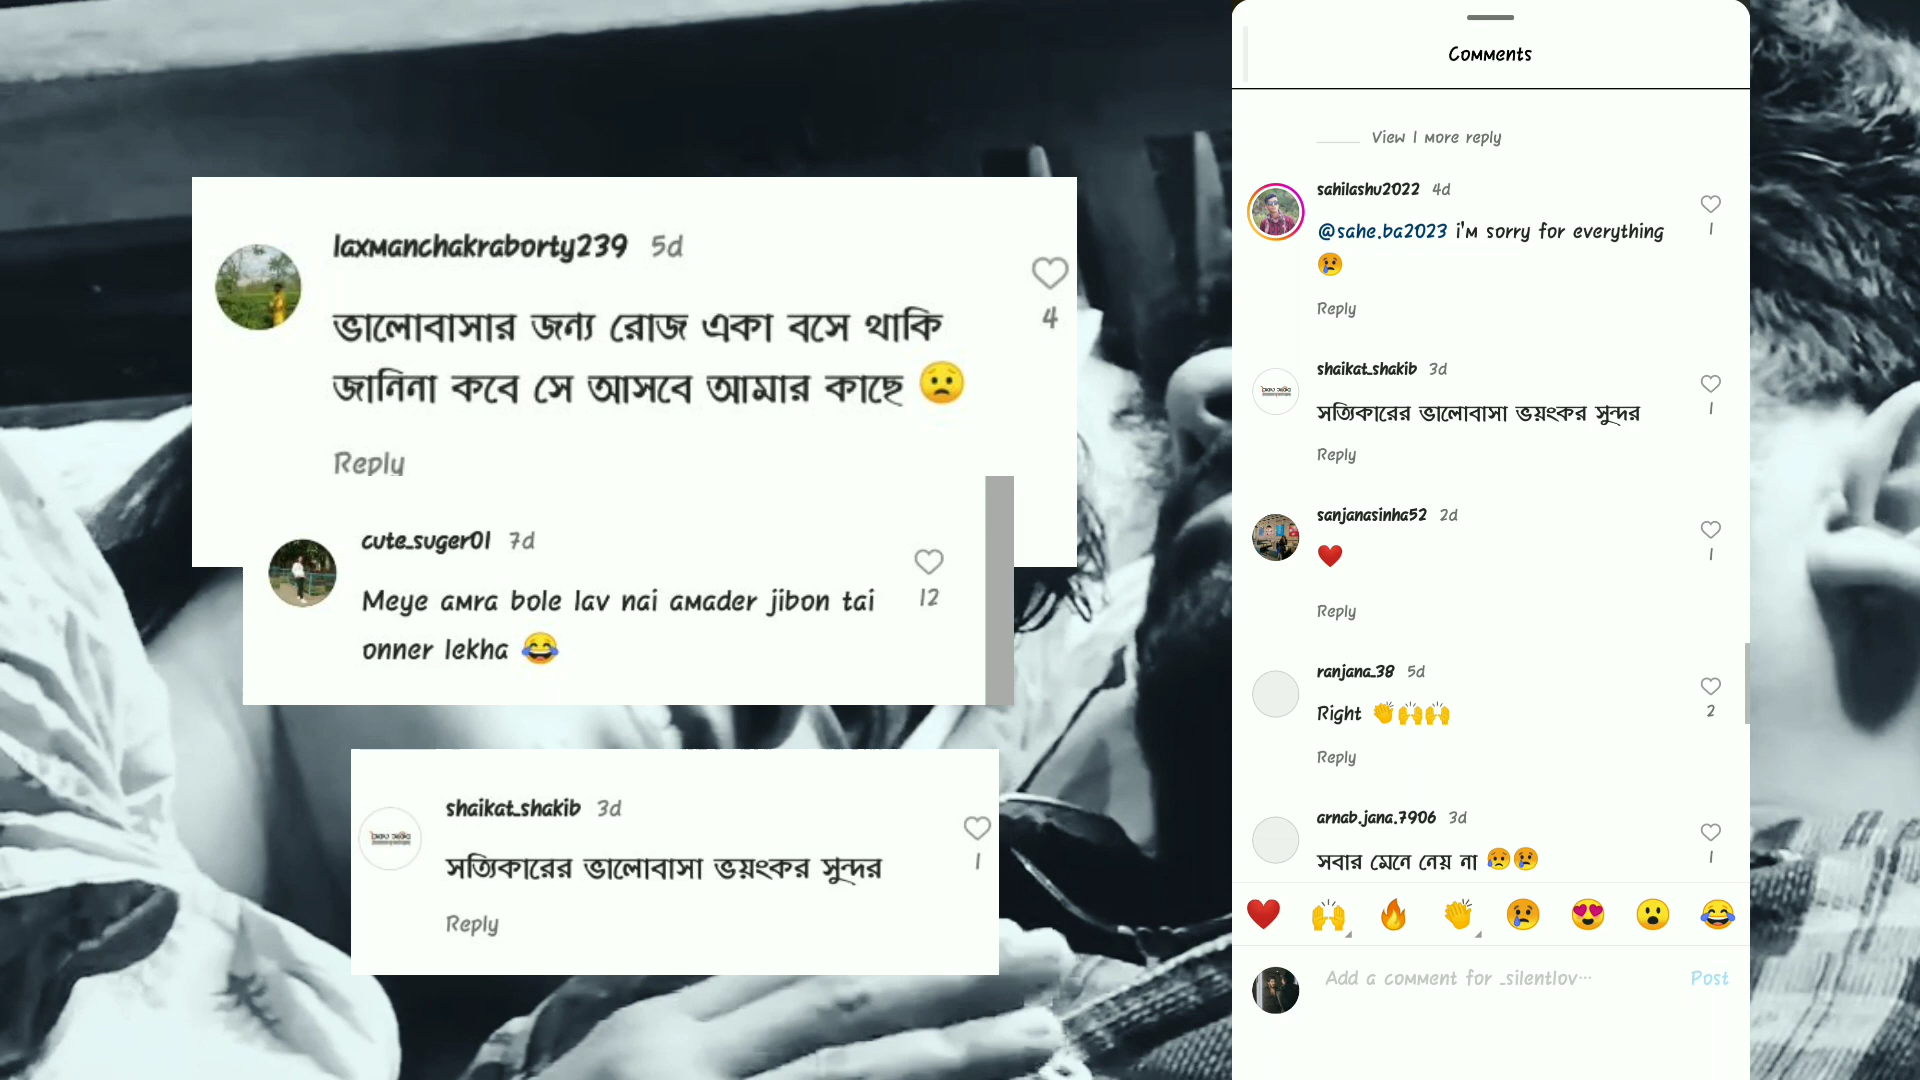 laxmanchakraborty239 5d
ভালোবাসার জন্য রোজ একা বসে থাকি
জানিনা কবে সে আসবে আমার কাছে 😟
4
Reply
cute_suger01 7d
Meye amra bole lav nai amader jibon tai
onner lekha 😂
12
shaikat_shakib 3d
সত্যিকারের ভালোবাসা ভয়ংকর সুন্দর
1
Reply
Comments
View 1 more reply
sahilashu2022 4d
@sahe.ba2023 i'm sorry for everything
😢
1
Reply
shaikat_shakib 3d
সত্যিকারের ভালোবাসা ভয়ংকর সুন্দর
1
Reply
sanjanasinha52 2d
❤️
1
Reply
ranjana_38 5d
Right 👏🙌🙌
2
Reply
arnab.jana.7906 3d
সবার মেনে নেয় না 😥😢
1
❤️ 🙌 🔥 👏 😢 😍 😮 😂
Add a comment for _silentlov... Post